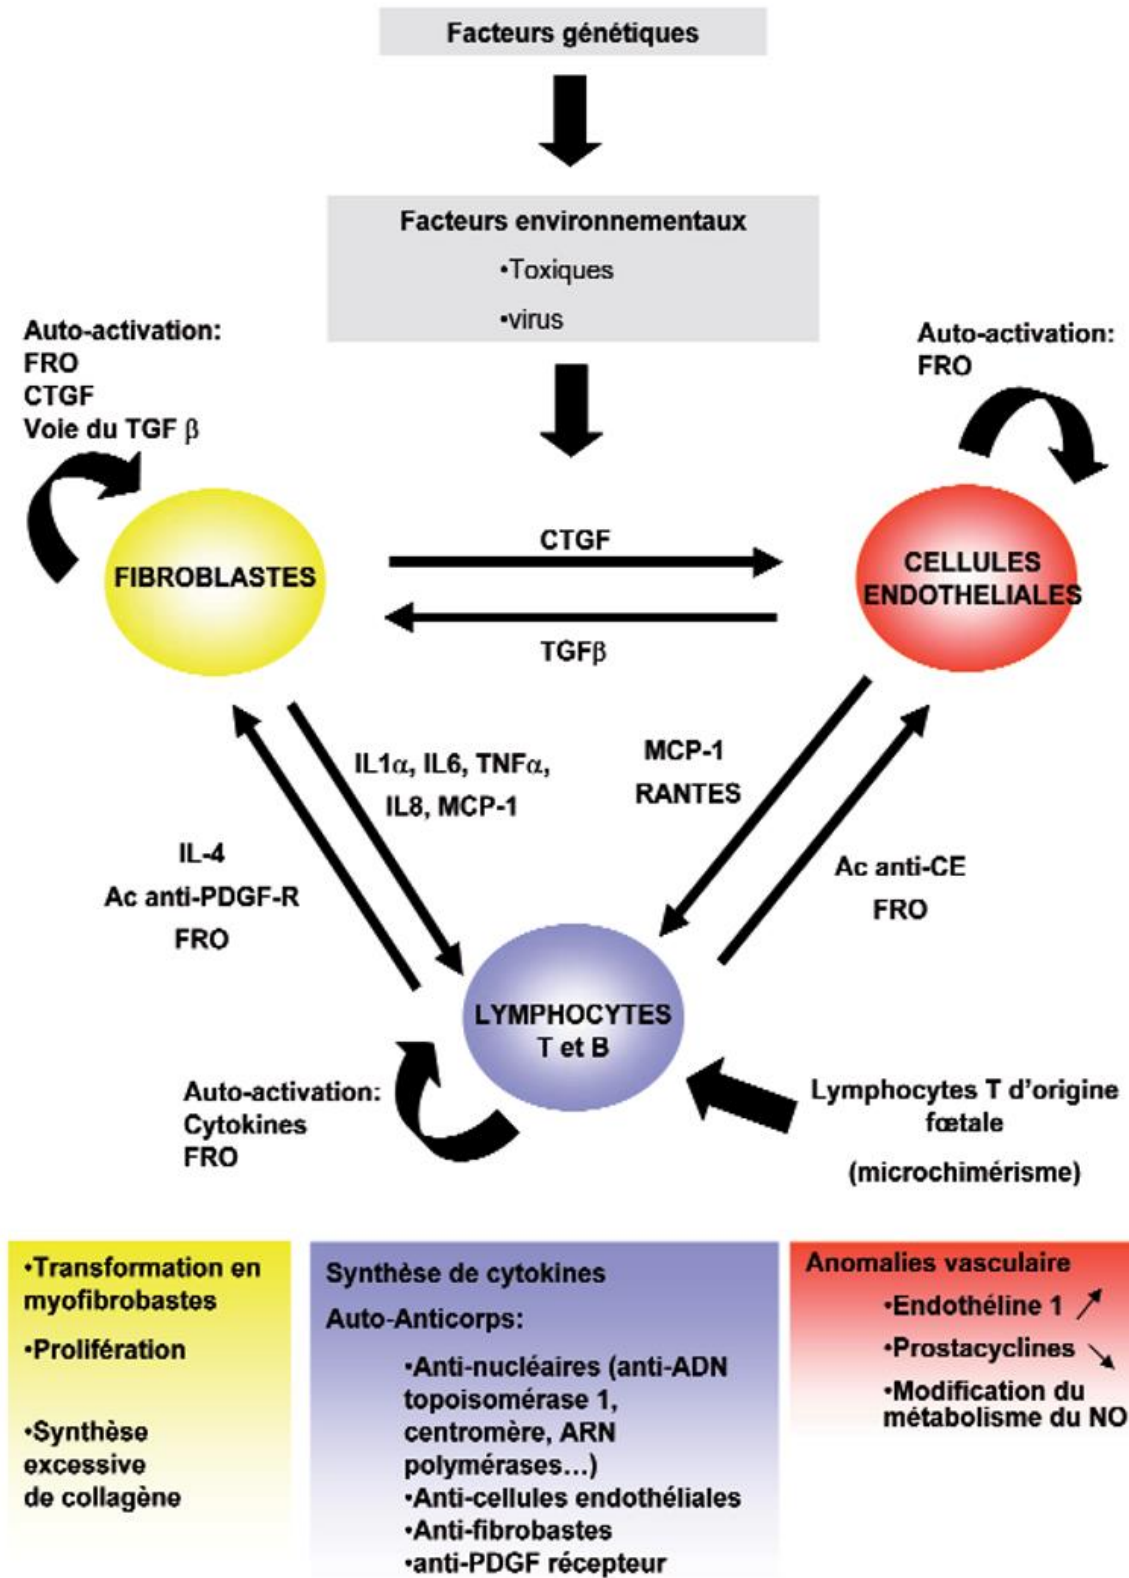 Facteurs génétiques
Facteurs environnementaux
•Toxiques
•virus
Auto-activation:
FRO
CTGF
Voie du TGF β
Auto-activation:
FRO
FIBROBLASTES
CTGF
TGFβ
CELLULES
ENDOTHELIALES
IL1α, IL6, TNFα,
IL8, MCP-1
MCP-1
RANTES
IL-4
Ac anti-PDGF-R
FRO
Ac anti-CE
FRO
LYMPHOCYTES
T et B
Auto-activation:
Cytokines
FRO
Lymphocytes T d'origine
fœtale
(microchimérisme)
•Transformation en
myofibrobastes
•Prolifération
•Synthèse
excessive
de collagène
Synthèse de cytokines
Auto-Anticorps:
•Anti-nucléaires (anti-ADN
topoisomérase 1,
centromère, ARN
polymérases...)
•Anti-cellules endothéliales
•Anti-fibrobastes
•anti-PDGF récepteur
Anomalies vasculaire
•Endothéline 1
•Prostacyclines
•Modification du
métabolisme du NO